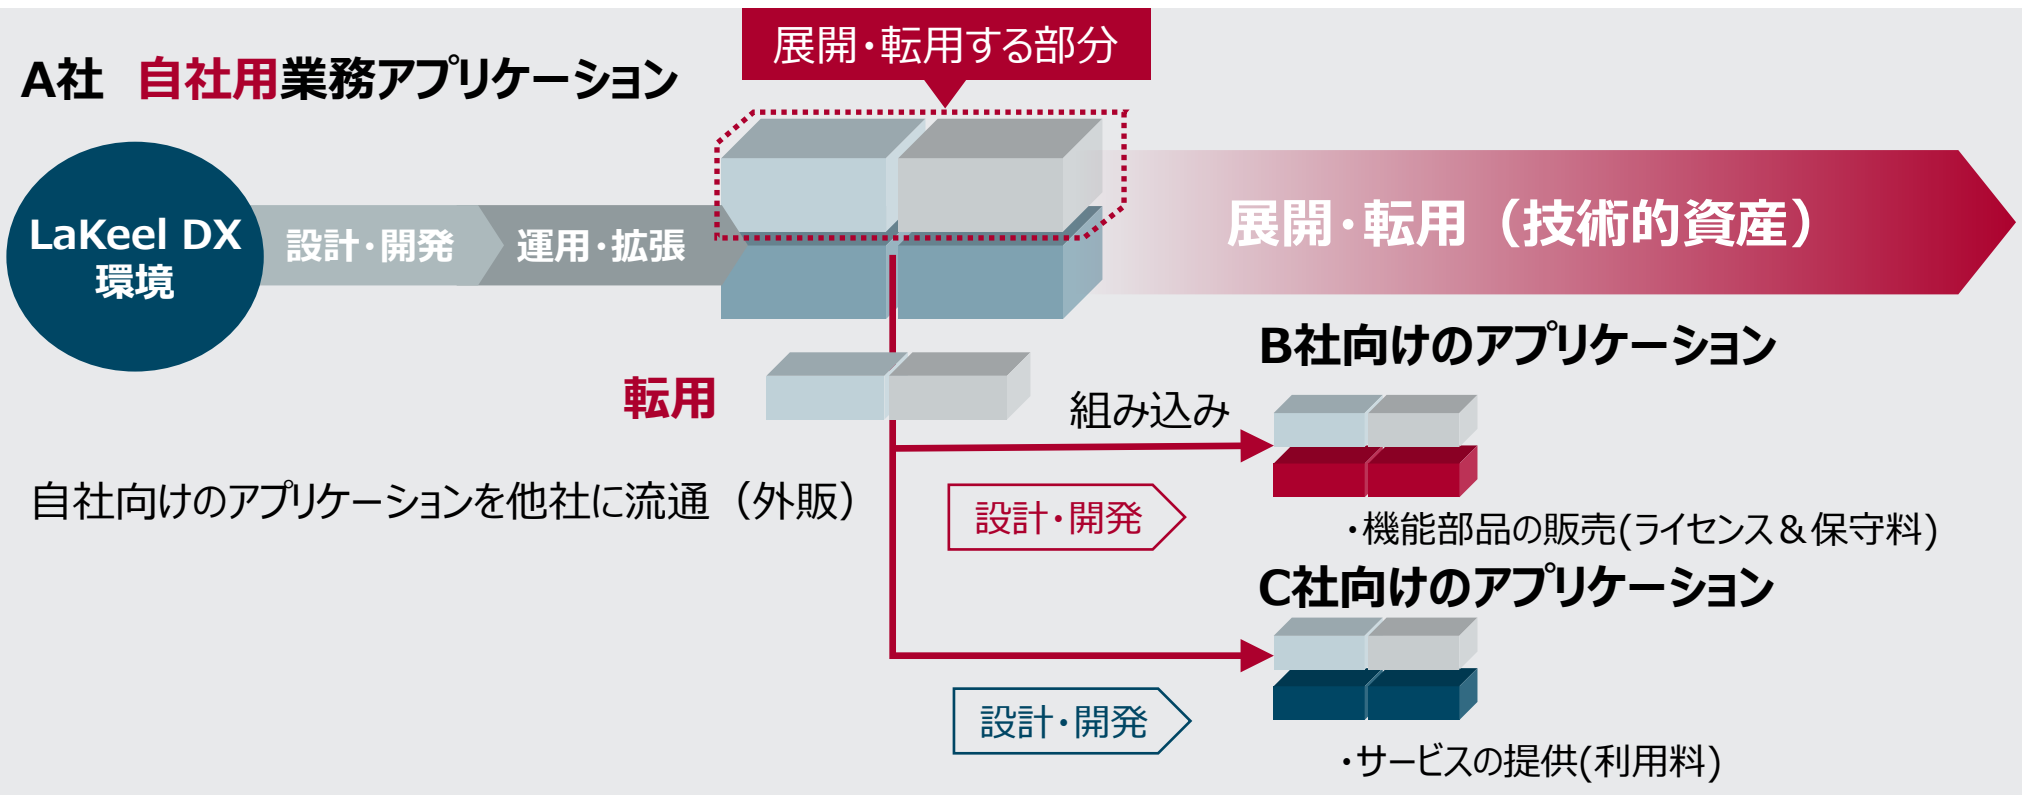 展開・転用する部分
A社 自社用業務アプリケーション
LaKeel DX
環境
設計・開発
運用・拡張
展開・転用（技術的資産）
転用
自社向けのアプリケーションを他社に流通（外販）
組み込み
設計・開発
B社向けのアプリケーション
・機能部品の販売(ライセンス＆保守料)
C社向けのアプリケーション
設計・開発
・サービスの提供(利用料)